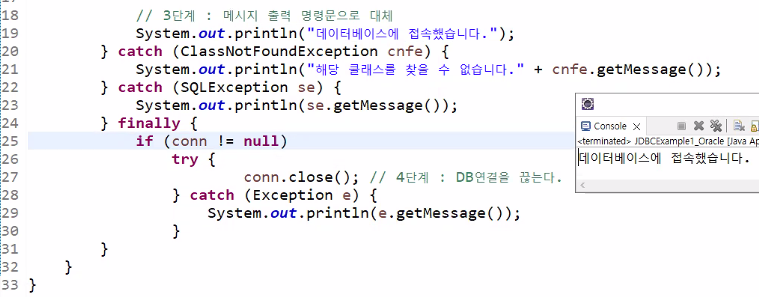 18 // 3단계 : 메시지 출력 명령문으로 대체
19 System.out.println("데이터베이스에 접속했습니다.");
20 } catch (ClassNotFoundException cnfe) {
21 System.out.println("해당 클래스를 찾을 수 없습니다." + cnfe.getMessage());
22 } catch (SQLException se) {
23 System.out.println(se.getMessage());
24 } finally {
25 if (conn != null)
26 try {
27 conn.close(); // 4단계 : DB연결을 끊는다.
28 } catch (Exception e) {
29 System.out.println(e.getMessage());
30 }
31 }
32 }
33 }
Console
<terminated> JDBCExample1_Oracle [Java Ap
데이터베이스에 접속했습니다.